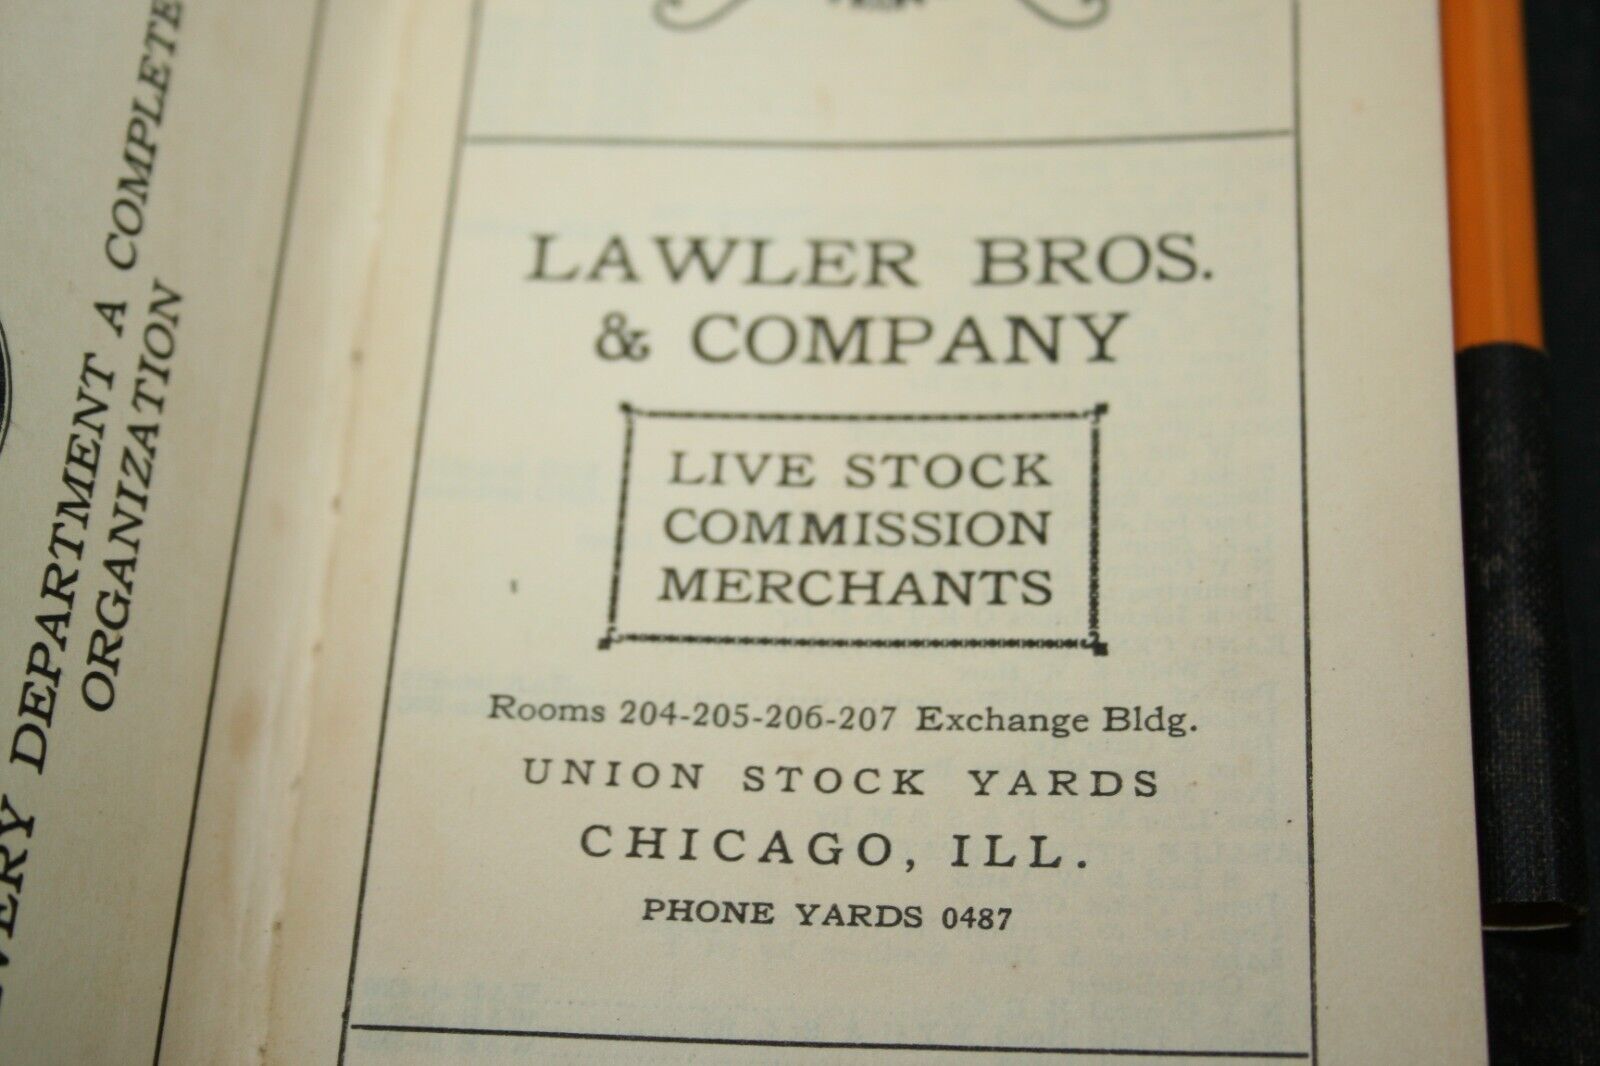 EVERY DEPARTMENT A COMPLETE
ORGANIZATION
LAWLER BROS.
& COMPANY
LIVE STOCK
COMMISSION
MERCHANTS
Rooms 204-205-206-207 Exchange Bldg.
UNION STOCK YARDS
CHICAGO, ILL.
PHONE YARDS 0487